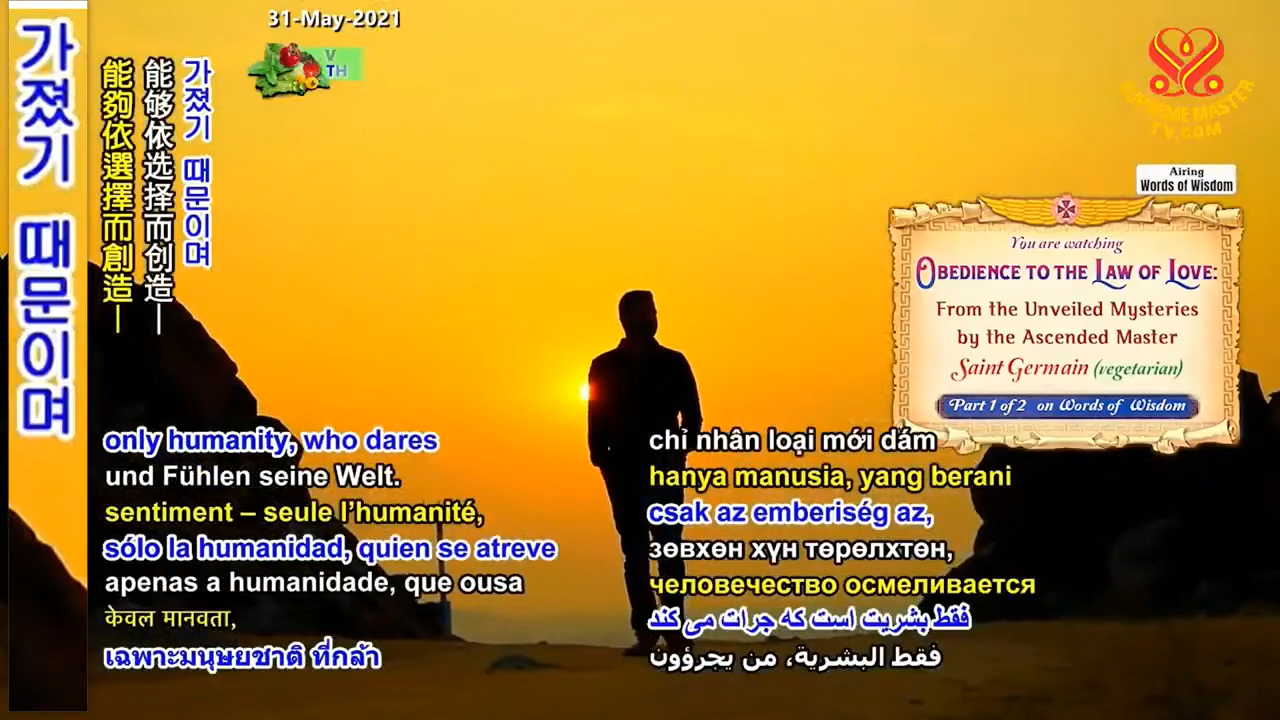 31-May-2021
V
TH
SUPREME MASTER
TV.COM
가졌기 때문이며
能夠依選擇而創造—
能够依选择而创造—
가졌기 때문이며
Airing
Words of Wisdom
You are watching
OBEDIENCE TO THE LAW OF LOVE:
From the Unveiled Mysteries
by the Ascended Master
Saint Germain (vegetarian)
Part 1 of 2 on Words of Wisdom
only humanity, who dares
und Fühlen seine Welt.
sentiment – seule l'humanité,
sólo la humanidad, quien se atreve
apenas a humanidade, que ousa
केवल मानवता,
เฉพาะมนุษยชาติ ที่กล้า
chỉ nhân loại mới dám
hanya manusia, yang berani
csak az emberiség az,
зөвхөн хүн төрөлхтөн,
человечество осмеливается
فقط بشریت است که جرات می کند
فقط البشرية، من يجرؤون